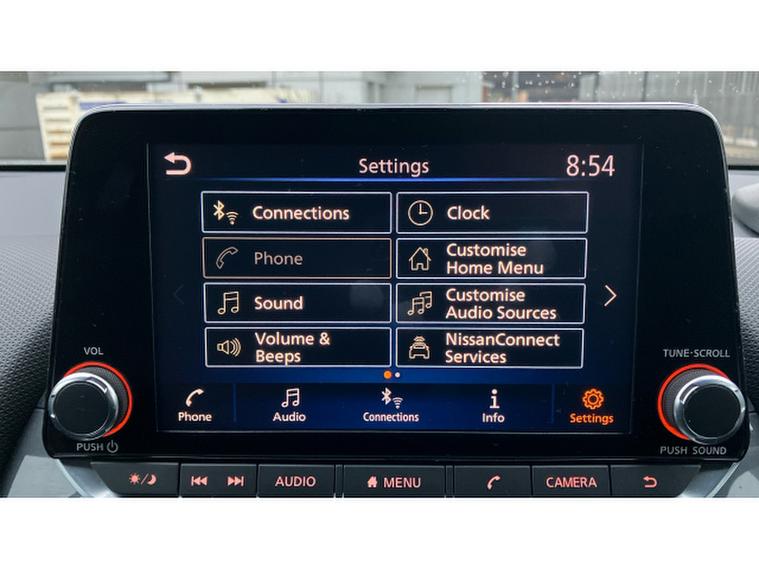 Settings
8:54
Connections
Clock
Phone
Customise
Home Menu
Sound
Customise
Audio Sources
Volume &
Beeps
NissanConnect
Services
VOL
TUNE·SCROLL
Phone
Audio
Connections
Info
Settings
PUSH
PUSH SOUND
AUDIO
MENU
CAMERA